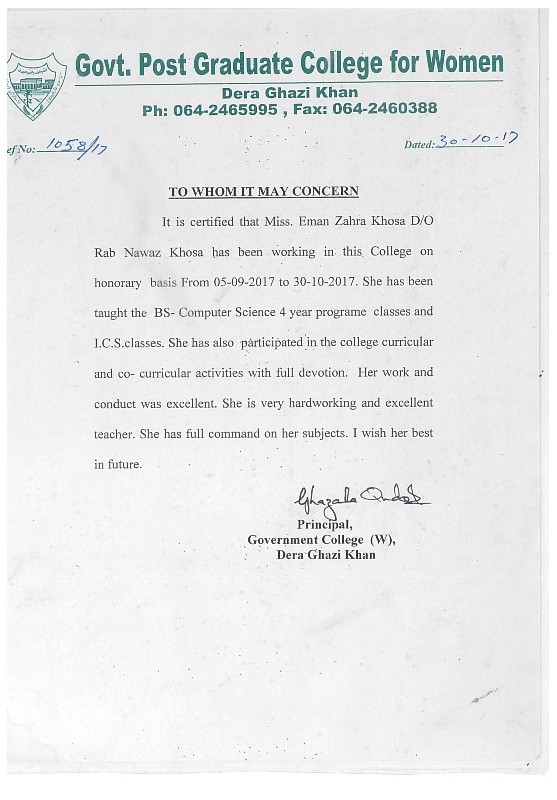 Govt. Post Graduate College for Women
Dera Ghazi Khan
Ph: 064-2465995 , Fax: 064-2460388
ef No: 1058/17
Dated: 30-10-17
TO WHOM IT MAY CONCERN
It is certified that Miss. Eman Zahra Khosa D/O
Rab Nawaz Khosa has been working in this College on
honorary basis From 05-09-2017 to 30-10-2017. She has been
taught the BS- Computer Science 4 year programe classes and
I.C.S.classes. She has also participated in the college curricular
and co- curricular activities with full devotion. Her work and
conduct was excellent. She is very hardworking and excellent
teacher. She has full command on her subjects. I wish her best
in future.
Ghazala
Principal,
Government College (W),
Dera Ghazi Khan